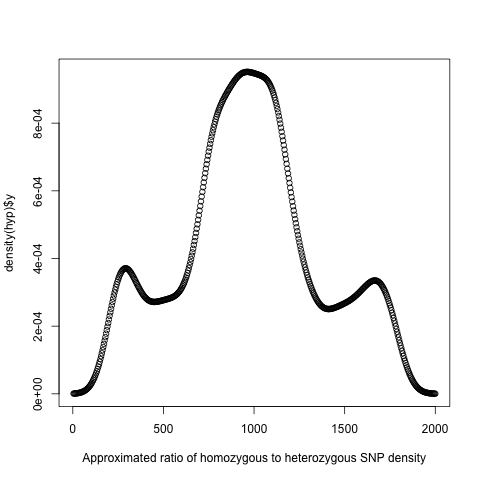 density(hyp)$y
8e-04
6e-04
4e-04
2e-04
0e+00
0 500 1000 1500 2000
Approximated ratio of homozygous to heterozygous SNP density